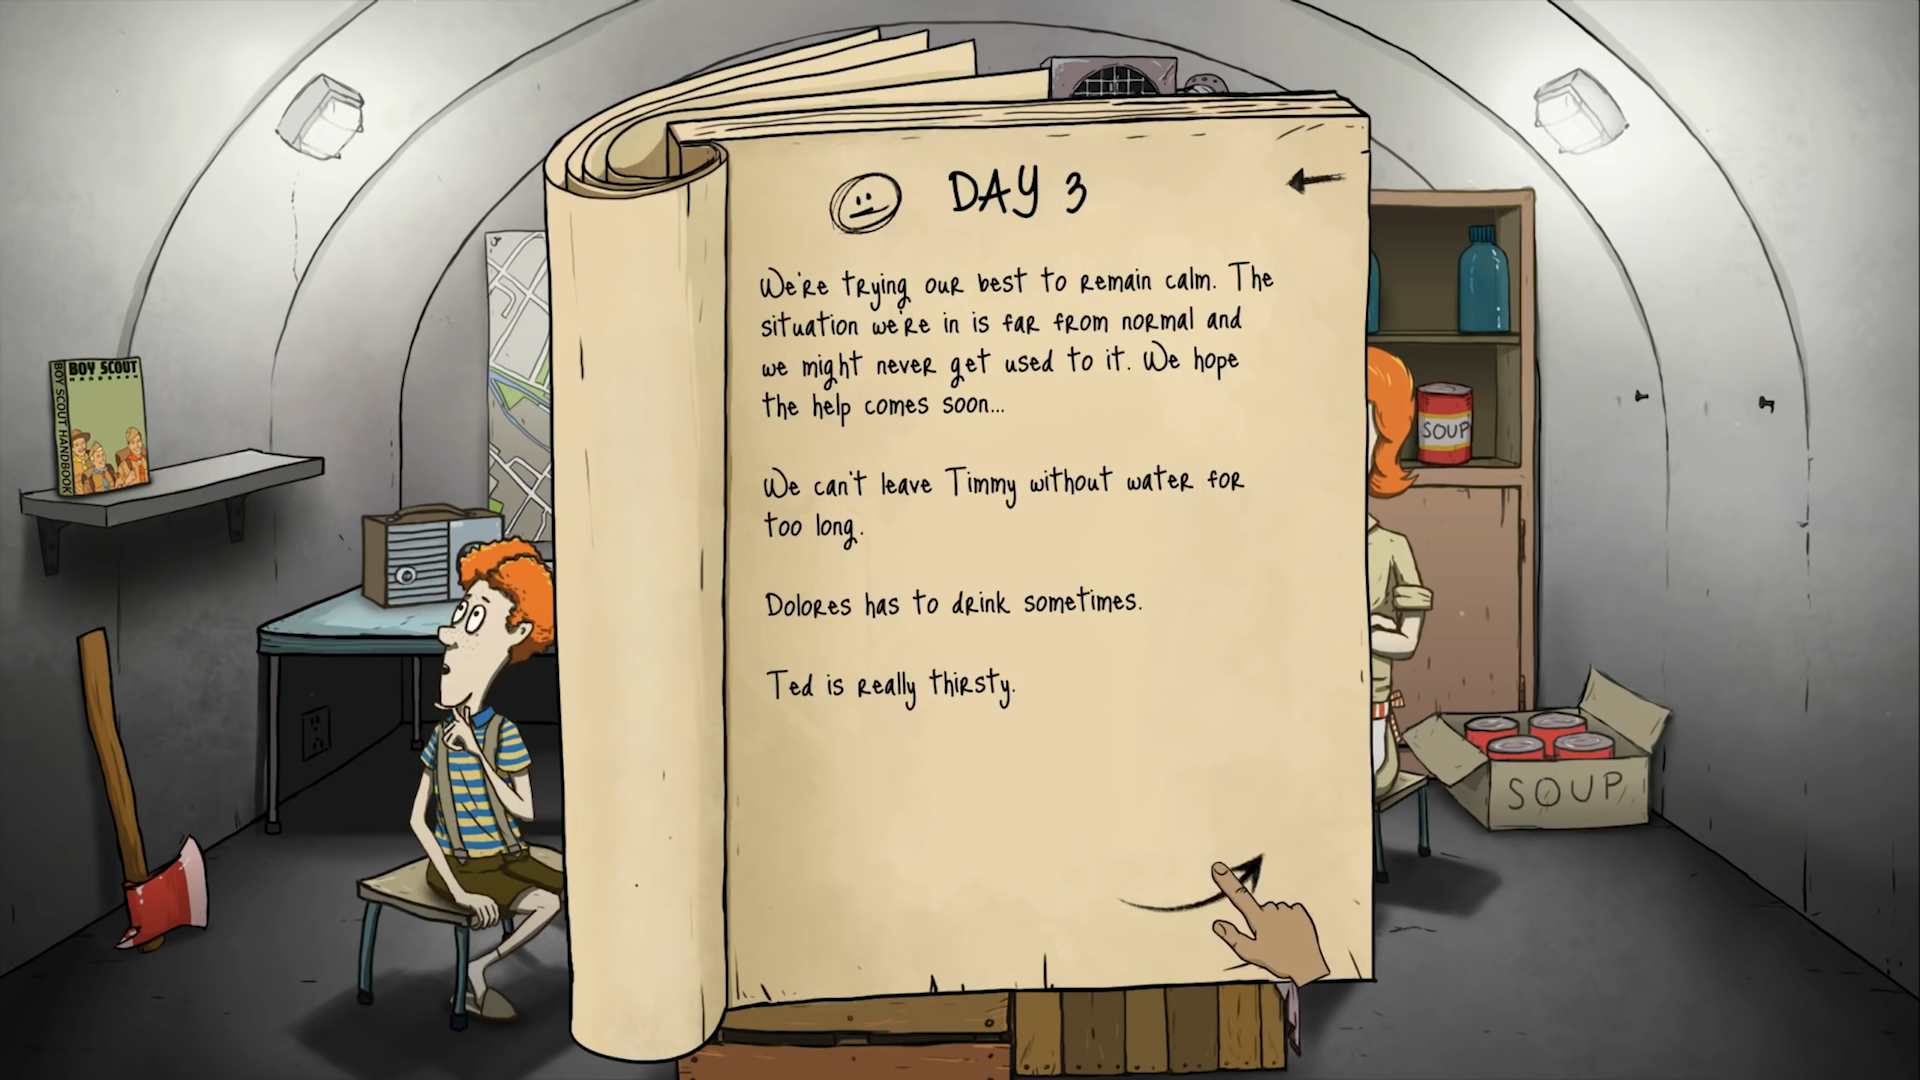 DAY 3
We're trying our best to remain calm. The
situation we're in is far from normal and
we might never get used to it. We hope
the help comes soon...
We can't leave Timmy without water for
too long.
Dolores has to drink sometimes.
Ted is really thirsty.
BOY SCOUT
HANDBOOK
BOY SCOUT HANDBOOK
SOUP
SOUP